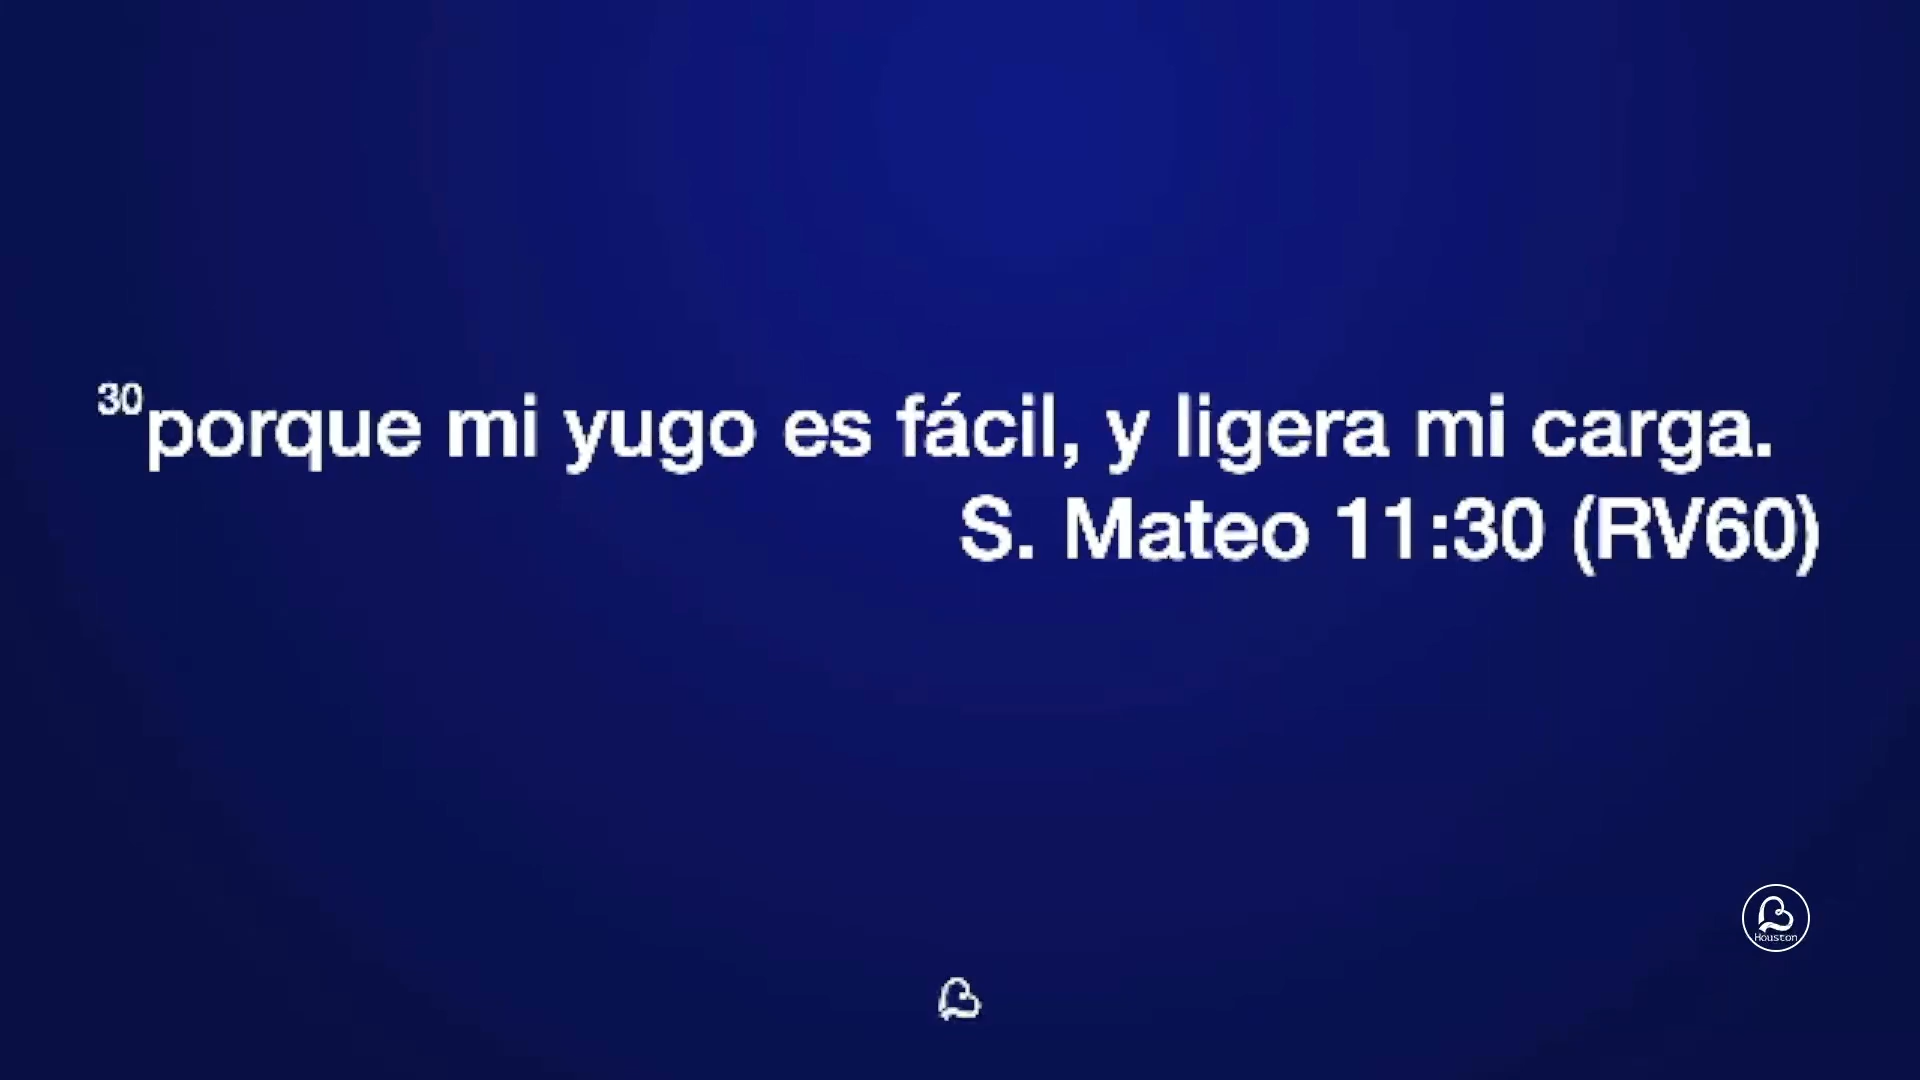 30porque mi yugo es fácil, y ligera mi carga.
S. Mateo 11:30 (RV60)
Houston